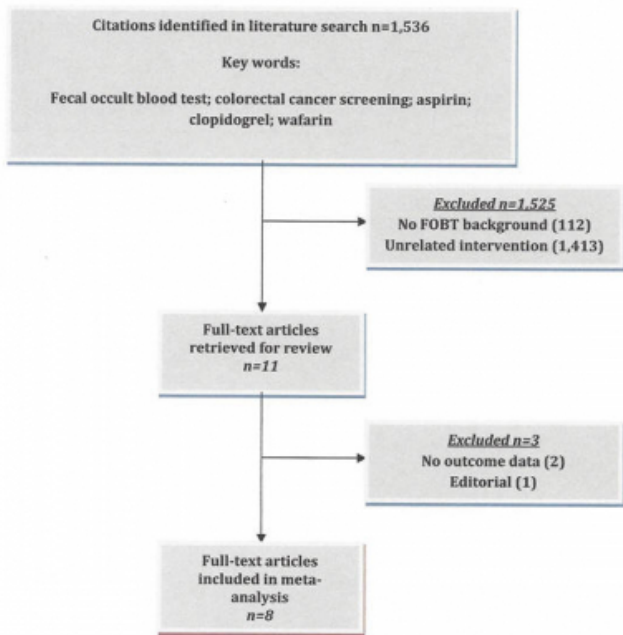 Citations identified in literature search n=1,536
Key words:
Fecal occult blood test; colorectal cancer screening; aspirin;
clopidogrel; wafarin
Excluded n=1,525
No FOBT background (112)
Unrelated intervention (1,413)
Full-text articles
retrieved for review
n=11
Excluded n=3
No outcome data (2)
Editorial (1)
Full-text articles
included in meta-
analysis
n=8